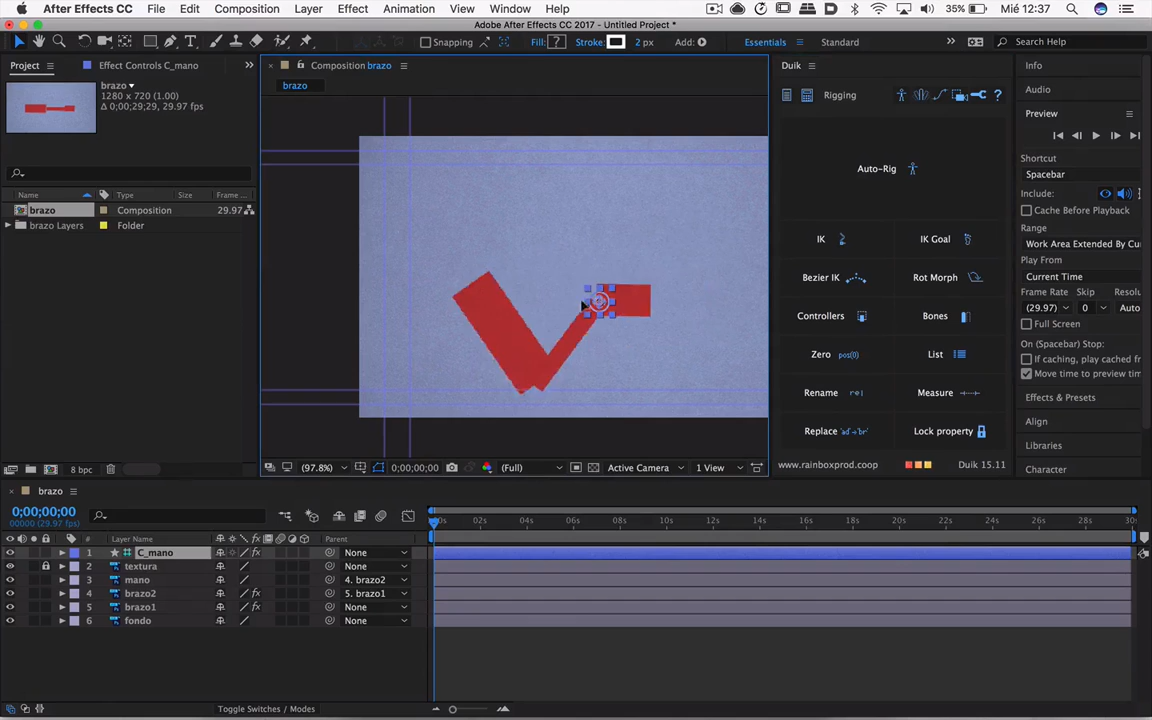 After Effects CC File Edit Composition Layer Effect Animation View Window Help 35% Mié 12:37
Adobe After Effects CC 2017 - Untitled Project *
Snapping Fill: ? Stroke: 2 px Add: Essentials Standard Search Help
Project Effect Controls C_mano
brazo
1280 x 720 (1.00)
Δ 0;00;29;29, 29.97 fps
Name Type Size Frame...
brazo Composition 29.97
brazo Layers Folder
8 bpc
Composition brazo
brazo
(97.8%) 0;00;00;00 (Full) Active Camera 1 View
Duik
Rigging ?
Auto-Rig
IK IK Goal
Bezier IK Rot Morph
Controllers Bones
Zero pos(0) List
Rename Measure
Replace Lock property
www.rainboxprod.coop Duik 15.11
Info
Audio
Preview
Shortcut
Spacebar
Include:
Cache Before Playback
Range
Work Area Extended By Cur
Play From
Current Time
Frame Rate Skip Resol
(29.97) 0 Auto
Full Screen
On (Spacebar) Stop:
If caching, play cached fr
Move time to preview tim
Effects & Presets
Align
Libraries
Character
brazo
0;00;00;00
00000 (29.97 fps)
# Layer Name Parent
1 C_mano None
2 textura None
3 mano 4. brazo2
4 brazo2 5. brazo1
5 brazo1 None
6 fondo None
02s 04s 06s 08s 10s 12s 14s 16s 18s 20s 22s 24s 26s 28s 30s
Toggle Switches / Modes